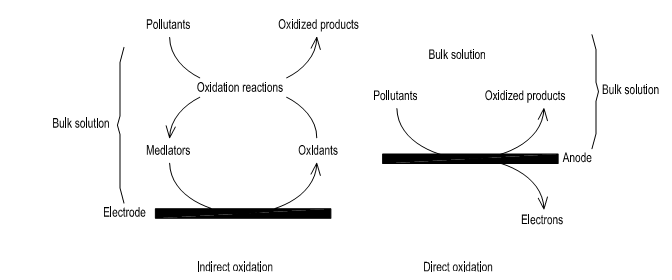 Pollutants
Oxidized products
Oxidation reactions
Bulk solution
Mediators
Oxidants
Electrode
Indirect oxidation
Bulk solution
Pollutants
Oxidized products
Bulk solution
Anode
Electrons
Direct oxidation